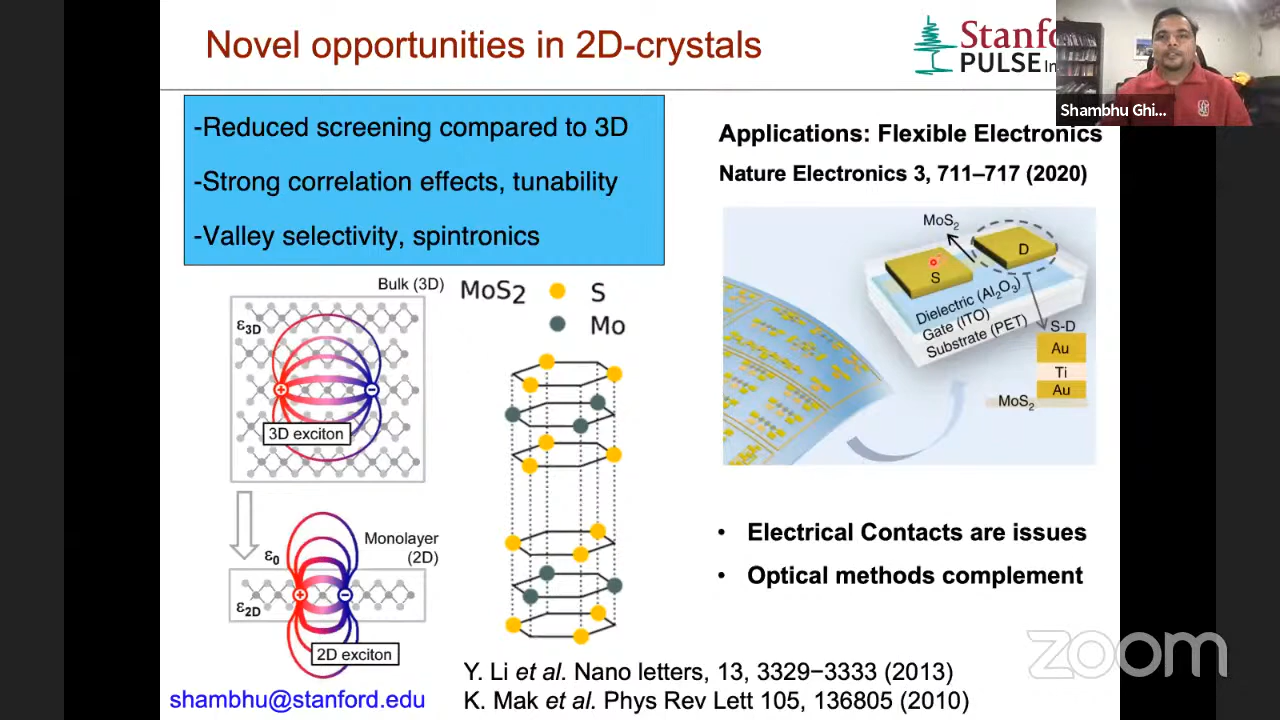 Novel opportunities in 2D-crystals
Stanf
PULSE In
Shambhu Ghi...
-Reduced screening compared to 3D
-Strong correlation effects, tunability
-Valley selectivity, spintronics
Applications: Flexible Electronics
Nature Electronics 3, 711–717 (2020)
MoS2
D
S
Dielectric (Al2O3)
Gate (ITO)
Substrate (PET)
S-D
Au
Ti
Au
MoS2
Bulk (3D)
ε3D
+
−
3D exciton
MoS2
S
Mo
Monolayer
(2D)
ε0
ε2D
+
−
2D exciton
• Electrical Contacts are issues
• Optical methods complement
zoom
Y. Li et al. Nano letters, 13, 3329−3333 (2013)
K. Mak et al. Phys Rev Lett 105, 136805 (2010)
shambhu@stanford.edu